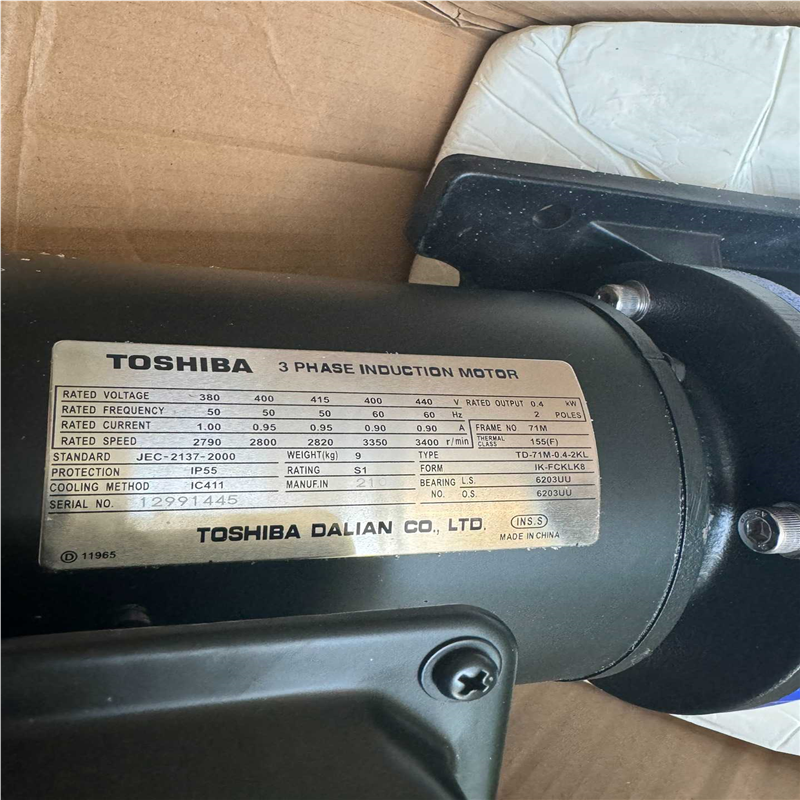 TOSHIBA 3 PHASE INDUCTION MOTOR
RATED VOLTAGE 380 400 415 400 440 V RATED OUTPUT 0.4 kW
RATED FREQUENCY 50 50 50 60 60 Hz 2 POLES
RATED CURRENT 1.00 0.95 0.95 0.90 0.90 A FRAME NO. 71M
RATED SPEED 2790 2800 2820 3350 3400 r/min THERMAL CLASS 155(F)
STANDARD JEC-2137-2000 WEIGHT(kg) 9 TYPE TD-71M-0.4-2KL
PROTECTION IP55 RATING S1 FORM IK-FCKLK8
COOLING METHOD IC411 MANUF.IN BEARING L.S. 6203UU
SERIAL NO. 12991445 NO. O.S. 6203UU
TOSHIBA DALIAN CO., LTD. INS.S
MADE IN CHINA
D 11965